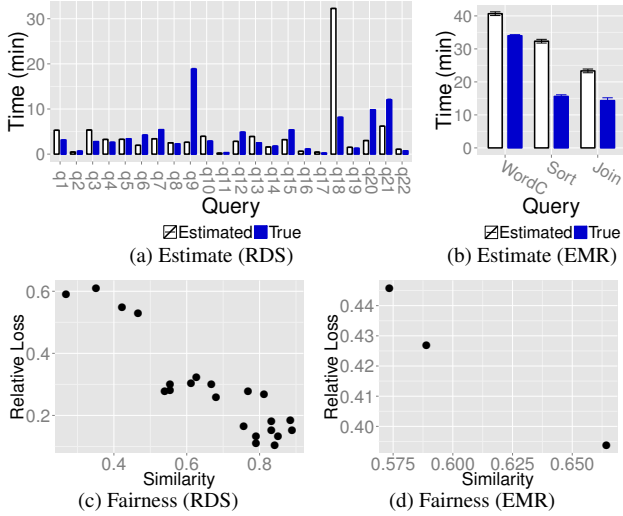 Time (min)
30
20
10
0
q1 q2 q3 q4 q5 q6 q7 q8 q9 q10 q11 q12 q13 q14 q15 q16 q17 q18 q19 q20 q21 q22
Query
Estimated True
(a) Estimate (RDS)
Time (min)
40
30
20
10
0
WordC Sort Join
Query
Estimated True
(b) Estimate (EMR)
Relative Loss
0.6
0.4
0.2
0.4 0.6 0.8
Similarity
(c) Fairness (RDS)
Relative Loss
0.44
0.43
0.42
0.41
0.40
0.575 0.600 0.625 0.650
Similarity
(d) Fairness (EMR)